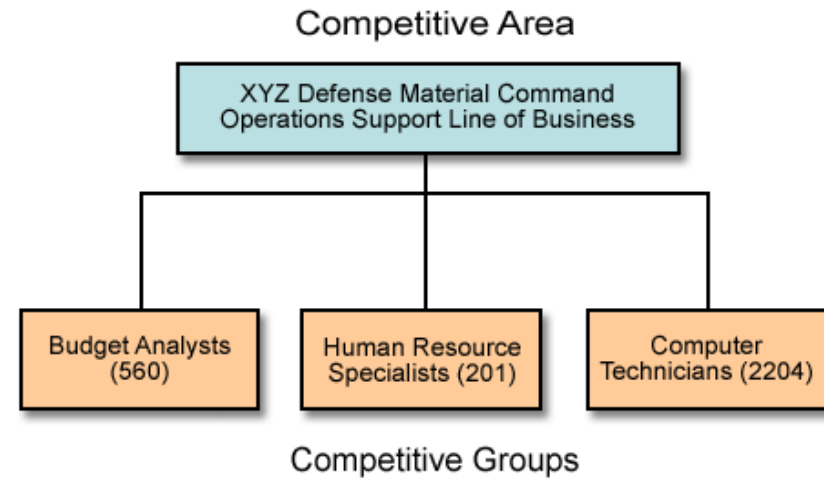 Competitive Area
XYZ Defense Material Command
Operations Support Line of Business
Budget Analysts
(560)
Human Resource
Specialists (201)
Computer
Technicians (2204)
Competitive Groups